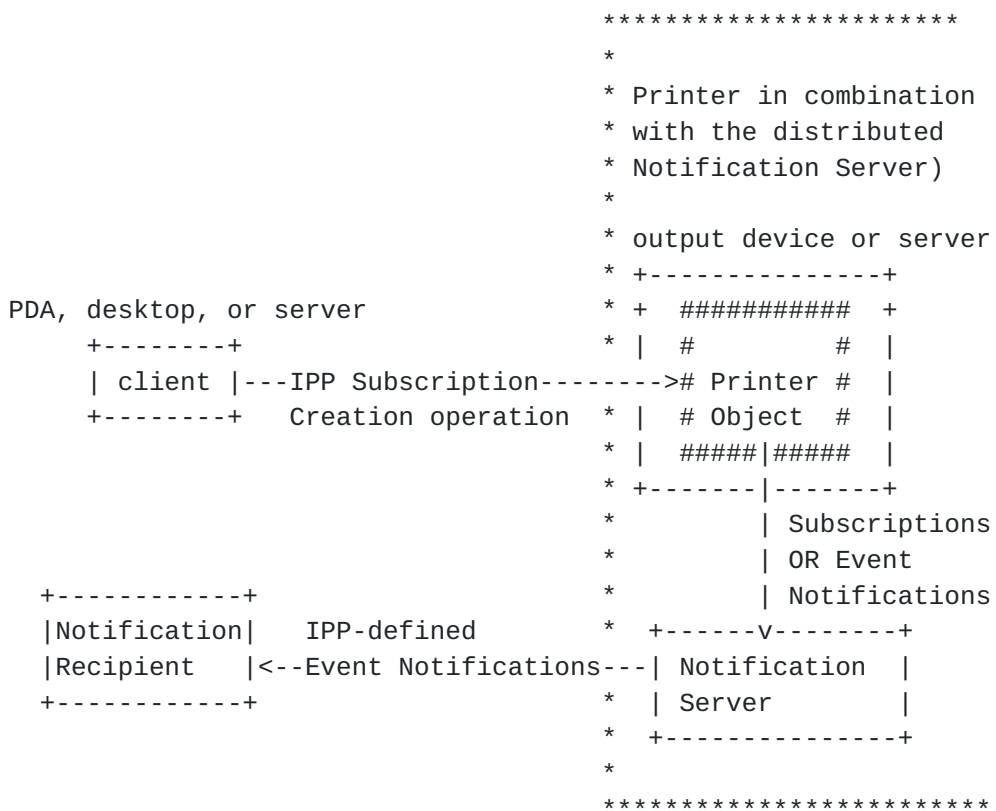 ***********************
*
* Printer in combination
* with the distributed
* Notification Server)
*
* output device or server
* +---------------+
PDA, desktop, or server               * +  ###########  +
     +--------+                       * |  #         #  |
     | client |---IPP Subscription--------># Printer #  |
     +--------+   Creation operation  * |  # Object  #  |
                                      * |  #####|#####  |
                                      * +-------|-------+
                                      *         | Subscriptions
                                      *         | OR Event
  +------------+                      *         | Notifications
  |Notification|   IPP-defined        *  +------v--------+
  |Recipient   |<--Event Notifications---| Notification  |
  +------------+                      *  | Server        |
                                      *  +---------------+
                                      *
                                      *************************